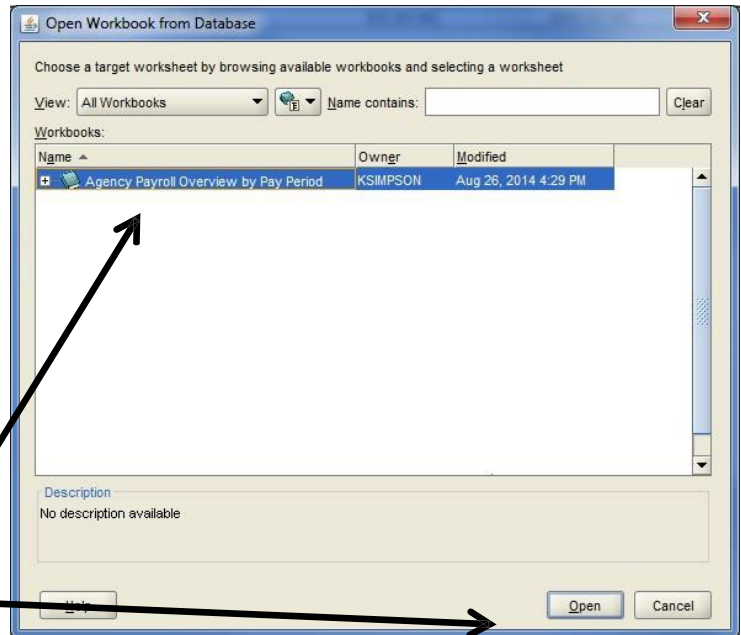 Open Workbook from Database
Choose a target worksheet by browsing available workbooks and selecting a worksheet
View: All Workbooks Name contains: Clear
Workbooks:
Name Owner Modified
Agency Payroll Overview by Pay Period KSIMPSON Aug 26, 2014 4:29 PM
Description
No description available
Help Open Cancel